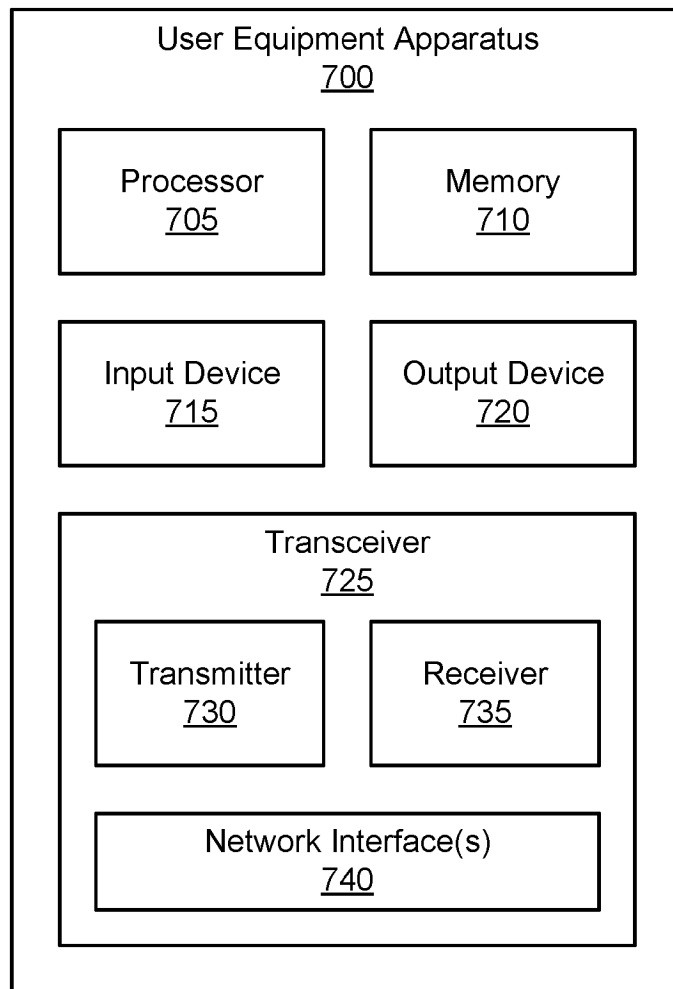 User Equipment Apparatus
700
Processor
705
Memory
710
Input Device
715
Output Device
720
Transceiver
725
Transmitter
730
Receiver
735
Network Interface(s)
740